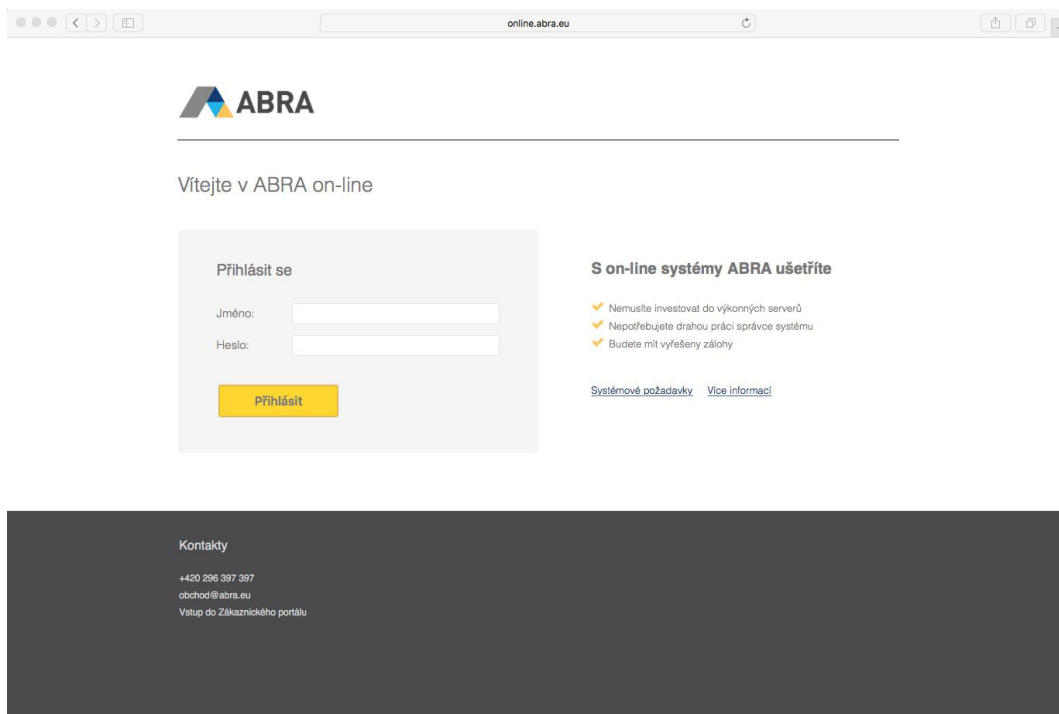 online.abra.eu
ABRA
Vítejte v ABRA on-line
Přihlásit se
Jméno:
Heslo:
Přihlásit
S on-line systémy ABRA ušetříte
Nemusíte investovat do výkonných serverů
Nepotřebujete drahou práci správce systému
Budete mít vyřešeny zálohy
Systémové požadavky Více informací
Kontakty
+420 296 397 397
obchod@abra.eu
Vstup do Zákaznického portálu